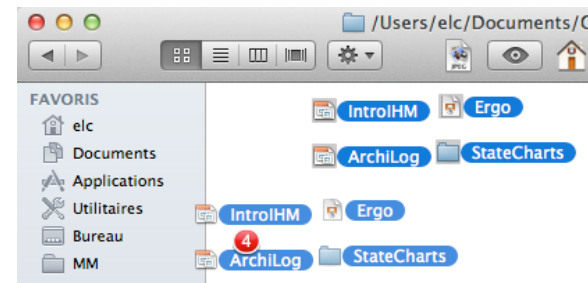 /Users/elc/Documents/C
JPEG
FAVORIS
elc
Documents
Applications
Utilitaires
Bureau
MM
IntroIHM
Ergo
ArchiLog
StateCharts
IntroIHM
Ergo
4
ArchiLog
StateCharts